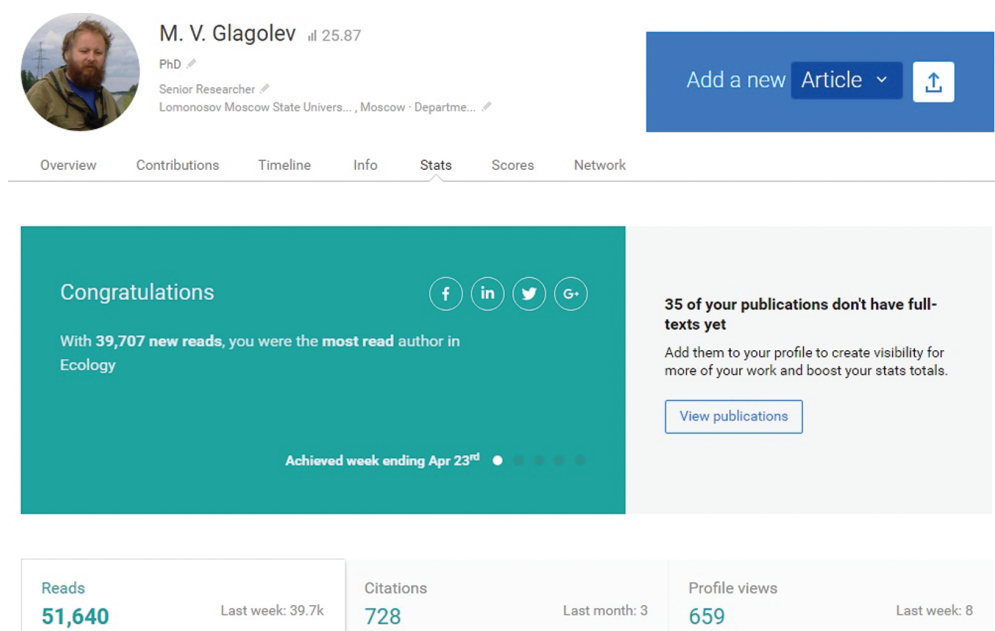 M. V. Glagolev 25.87
PhD
Senior Researcher
Lomonosov Moscow State Univers... , Moscow · Departme...
Add a new Article
Overview Contributions Timeline Info Stats Scores Network
Congratulations
f in G+
With 39,707 new reads, you were the most read author in
Ecology
Achieved week ending Apr 23rd
35 of your publications don't have full-
texts yet
Add them to your profile to create visibility for
more of your work and boost your stats totals.
View publications
Reads
51,640 Last week: 39.7k
Citations
728 Last month: 3
Profile views
659 Last week: 8